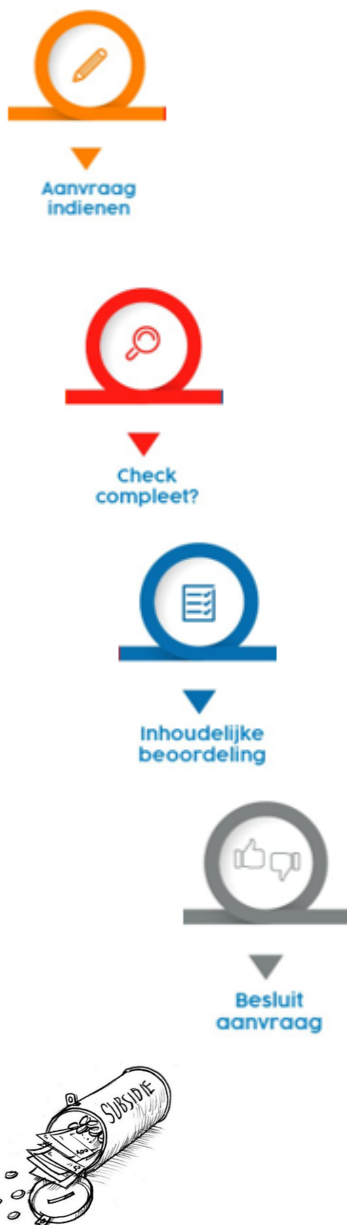 Aanvraag
indienen
Check
compleet?
Inhoudelijke
beoordeling
Besluit
aanvraag
SUBSIDIE